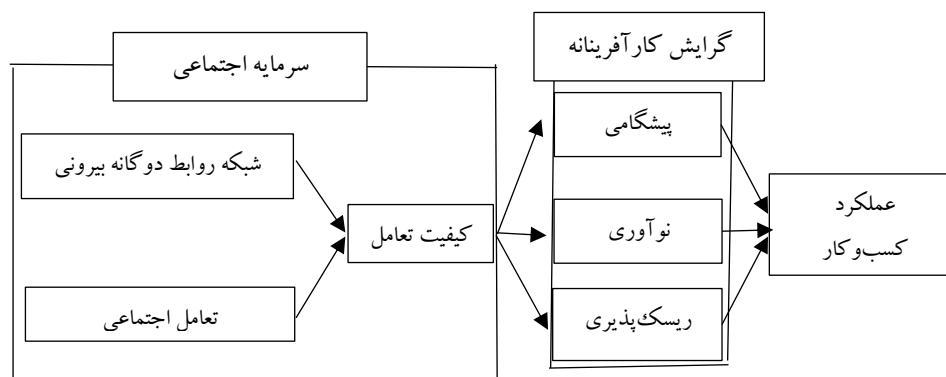 گرایش کارآفرینانه
سرمایه اجتماعی
پیشگامی
شبکه روابط دوگانه بیرونی
عملکرد
کسب‌وکار
نوآوری
کیفیت تعامل
تعامل اجتماعی
ریسک‌پذیری